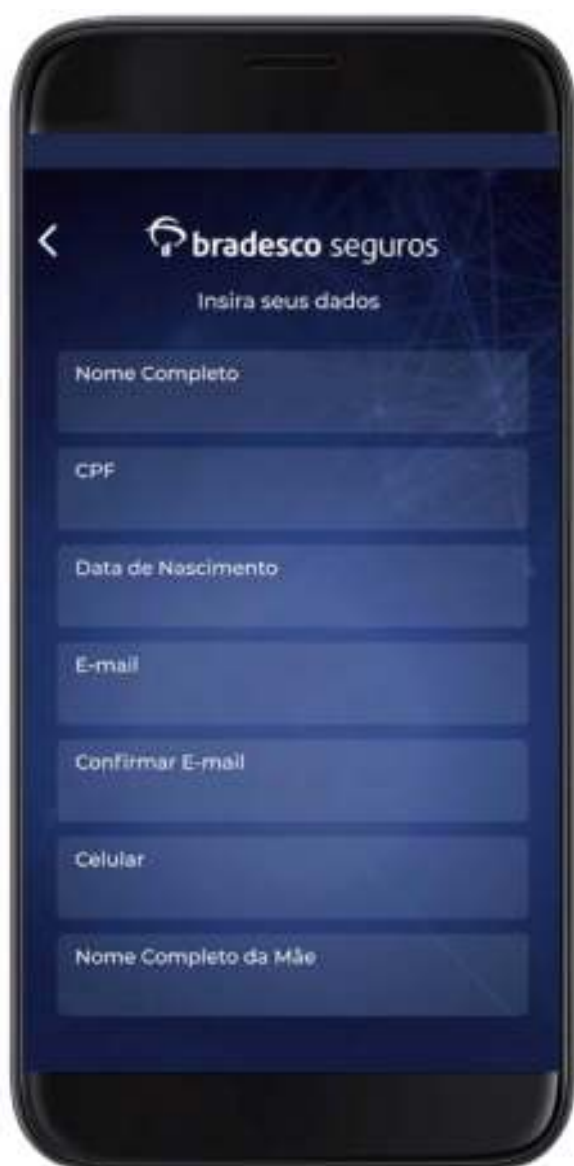 bradesco seguros
Insira seus dados
Nome Completo
CPF
Data de Nascimento
E-mail
Confirmar E-mail
Celular
Nome Completo da Mãe